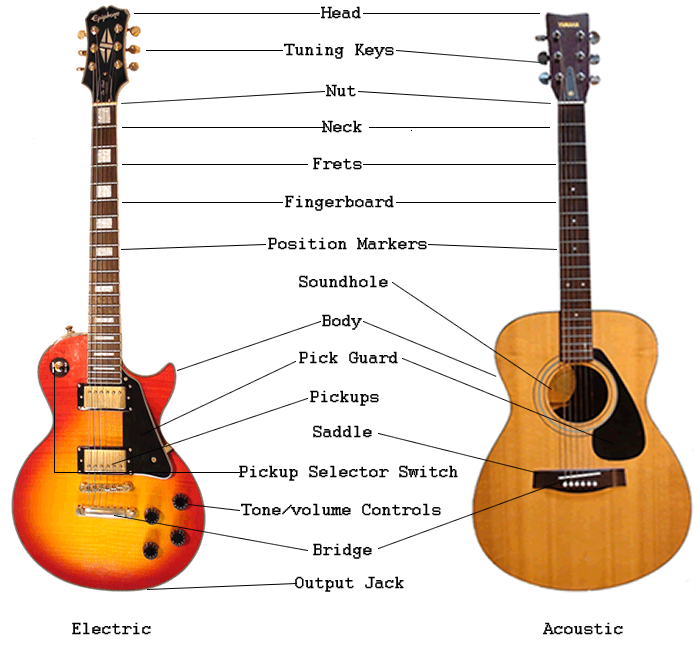 Epiphone
YAMAHA
Head
Tuning Keys
Nut
Neck
Frets
Fingerboard
Position Markers
Soundhole
Body
Pick Guard
Pickups
Saddle
Pickup Selector Switch
Tone/volume Controls
Bridge
Output Jack
Electric
Acoustic